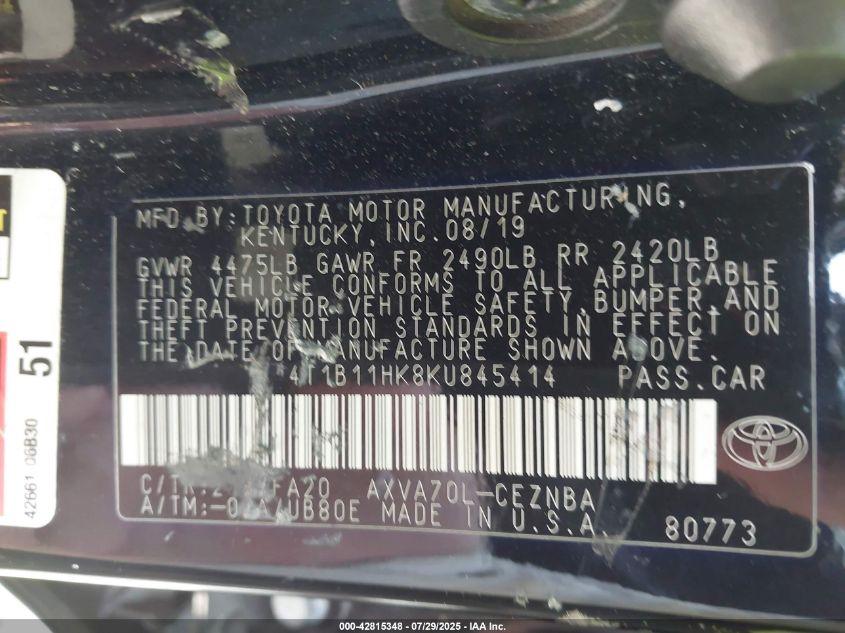 MFD BY: TOYOTA MOTOR MANUFACTURING,
KENTUCKY, INC. 08/19
GVWR 4475LB GAWR FR 2490LB RR 2420LB
THIS VEHICLE CONFORMS TO ALL APPLICABLE
FEDERAL MOTOR VEHICLE SAFETY, BUMPER, AND
THEFT PREVENTION STANDARDS IN EFFECT ON
THE DATE OF MANUFACTURE SHOWN ABOVE.
4T1B11HK8KU845414 PASS.CAR
FA20 AXVA70L-CEZNBA
UB80E MADE IN U.S.A. 80773
42661 06B30 51
000-42815348 - 07/29/2025 - IAA Inc.